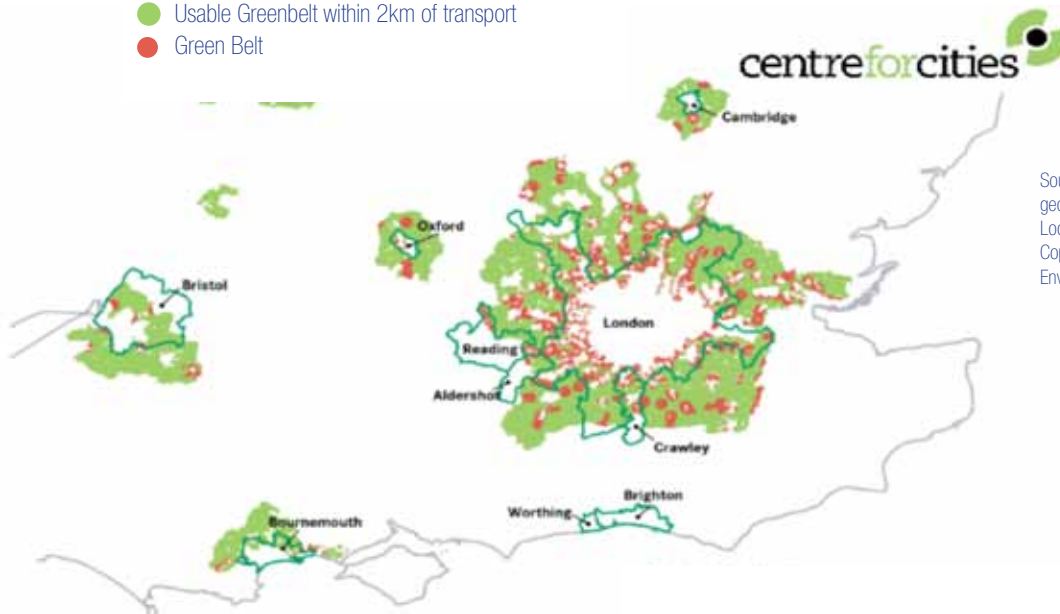 Usable Greenbelt within 2km of transport
Green Belt
centreforcities
Cambridge
Oxford
Bristol
London
Reading
Aldershot
Crawley
Brighton
Worthing
Bournemouth